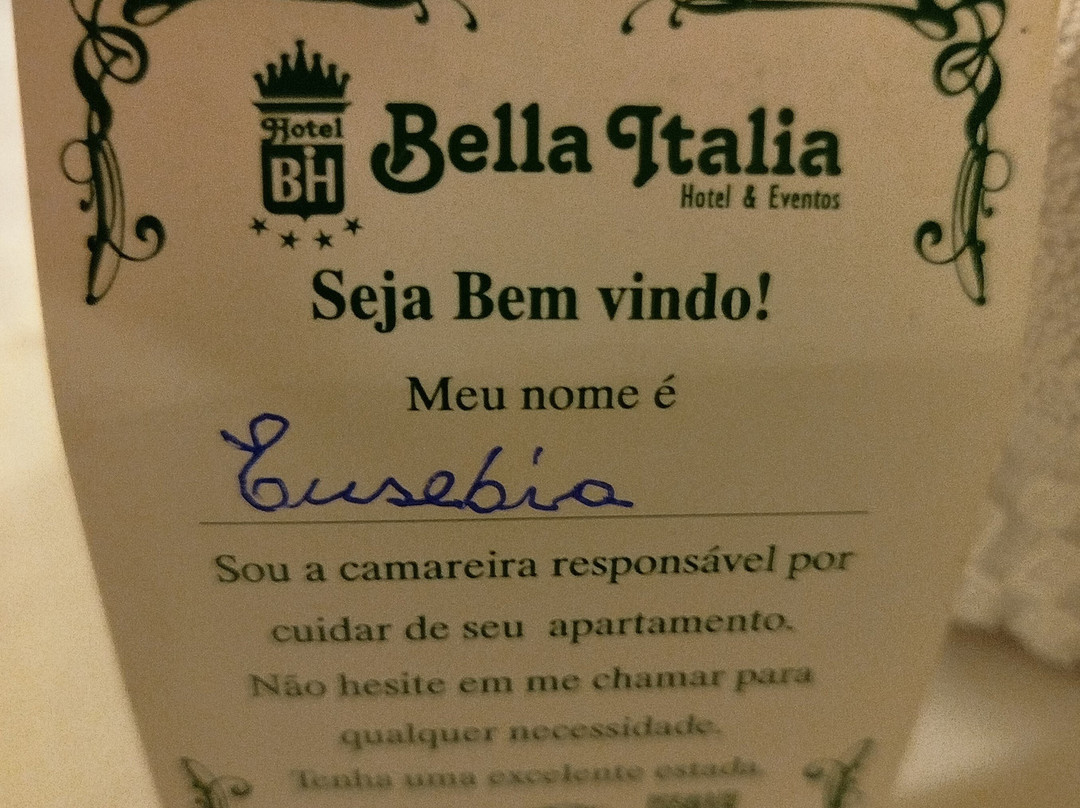 Hotel
BH
Bella Italia
Hotel & Eventos
Seja Bem vindo!
Meu nome é
Eusebia
Sou a camareira responsável por
cuidar de seu apartamento.
Não hesite em me chamar para
qualquer necessidade.
Tenha uma excelente estada.